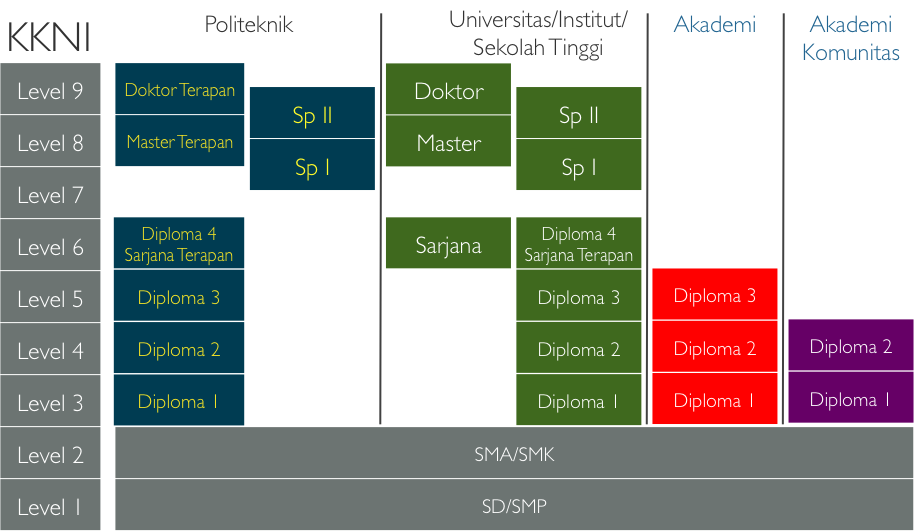 KKNI
Politeknik
Universitas/Institut/
Sekolah Tinggi
Akademi
Akademi
Komunitas
Level 9
Doktor Terapan
Sp II
Doktor
Sp II
Level 8
Master Terapan
Sp I
Master
Sp I
Level 7
Level 6
Diploma 4
Sarjana Terapan
Sarjana
Diploma 4
Sarjana Terapan
Level 5
Diploma 3
Diploma 3
Diploma 3
Level 4
Diploma 2
Diploma 2
Diploma 2
Diploma 2
Level 3
Diploma 1
Diploma 1
Diploma 1
Diploma 1
Level 2
SMA/SMK
Level 1
SD/SMP